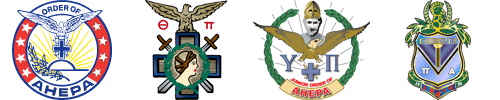 ORDER OF
AHEPA
Θ Π
Υ Π
JUNIOR ORDER OF
AHEPA
Π Α